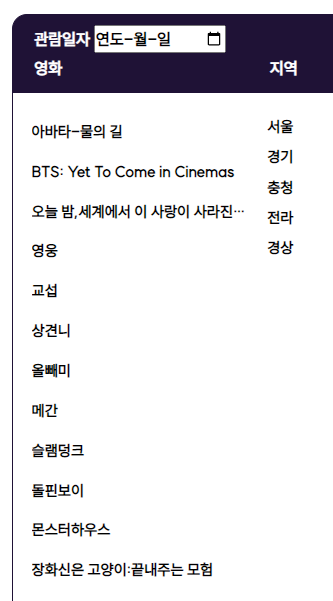 관람일자 연도-월-일
영화 지역
아바타-물의 길
BTS: Yet To Come in Cinemas
오늘 밤,세계에서 이 사랑이 사라진…
영웅
교섭
상견니
올빼미
메간
슬램덩크
돌핀보이
몬스터하우스
장화신은 고양이:끝내주는 모험
서울
경기
충청
전라
경상